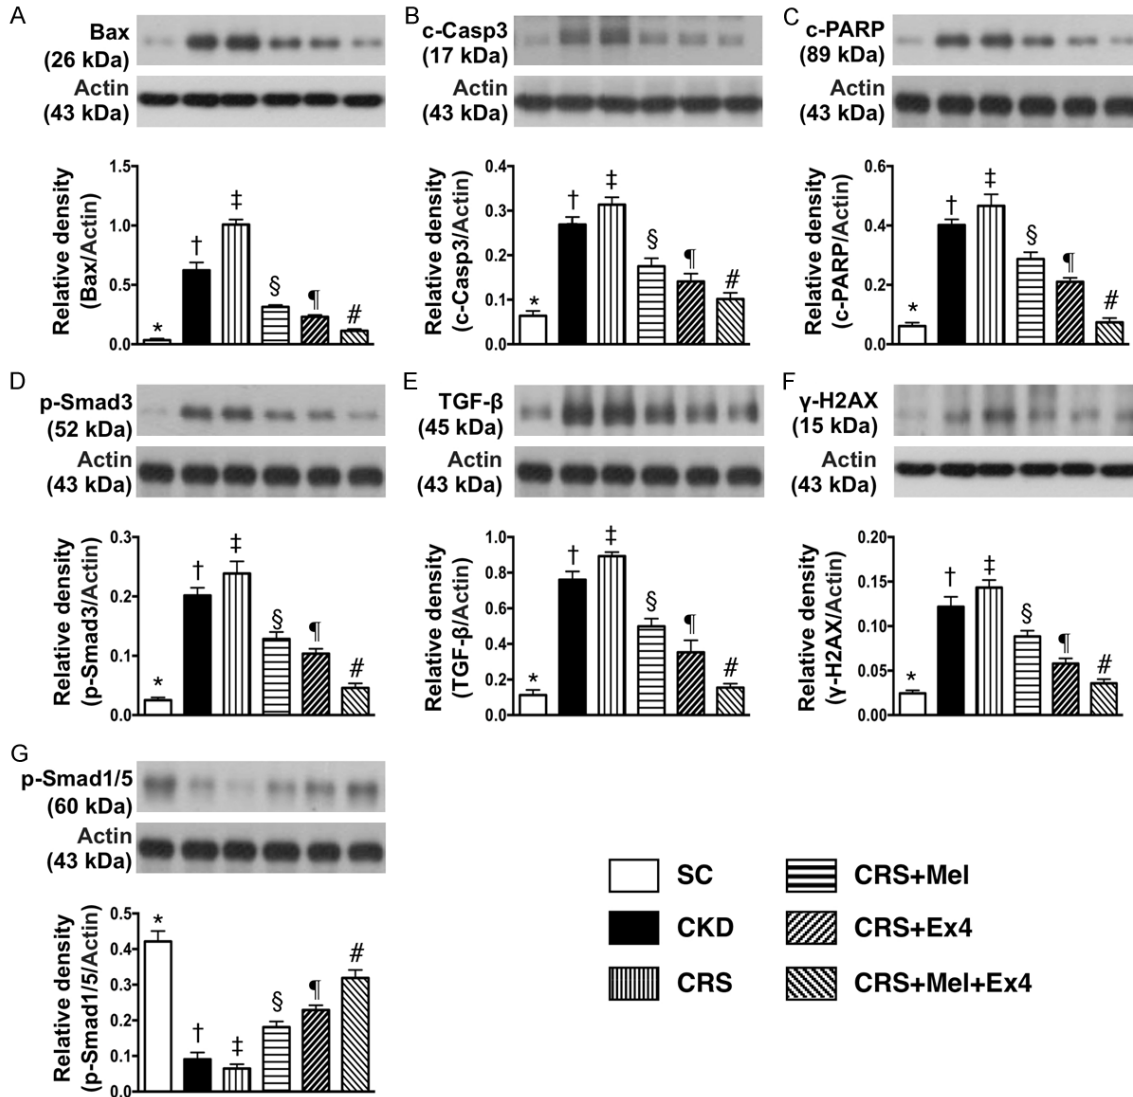 A
Bax
(26 kDa)
Actin
(43 kDa)
Relative density
(Bax/Actin)
1.5
1.0
0.5
0.0
* † ‡ § ¶ #
B
c-Casp3
(17 kDa)
Actin
(43 kDa)
Relative density
(c-Casp3/Actin)
0.4
0.3
0.2
0.1
0.0
* † ‡ § ¶ #
C
c-PARP
(89 kDa)
Actin
(43 kDa)
Relative density
(c-PARP/Actin)
0.6
0.4
0.2
0.0
* † ‡ § ¶ #
D
p-Smad3
(52 kDa)
Actin
(43 kDa)
Relative density
(p-Smad3/Actin)
0.3
0.2
0.1
0.0
* † ‡ § ¶ #
E
TGF-β
(45 kDa)
Actin
(43 kDa)
Relative density
(TGF-β/Actin)
1.0
0.8
0.6
0.4
0.2
0.0
* † ‡ § ¶ #
F
γ-H2AX
(15 kDa)
Actin
(43 kDa)
Relative density
(γ-H2AX/Actin)
0.20
0.15
0.10
0.05
0.00
* † ‡ § ¶ #
G
p-Smad1/5
(60 kDa)
Actin
(43 kDa)
Relative density
(p-Smad1/5/Actin)
0.5
0.4
0.3
0.2
0.1
0.0
* † ‡ § ¶ #
SC
CKD
CRS
CRS+Mel
CRS+Ex4
CRS+Mel+Ex4